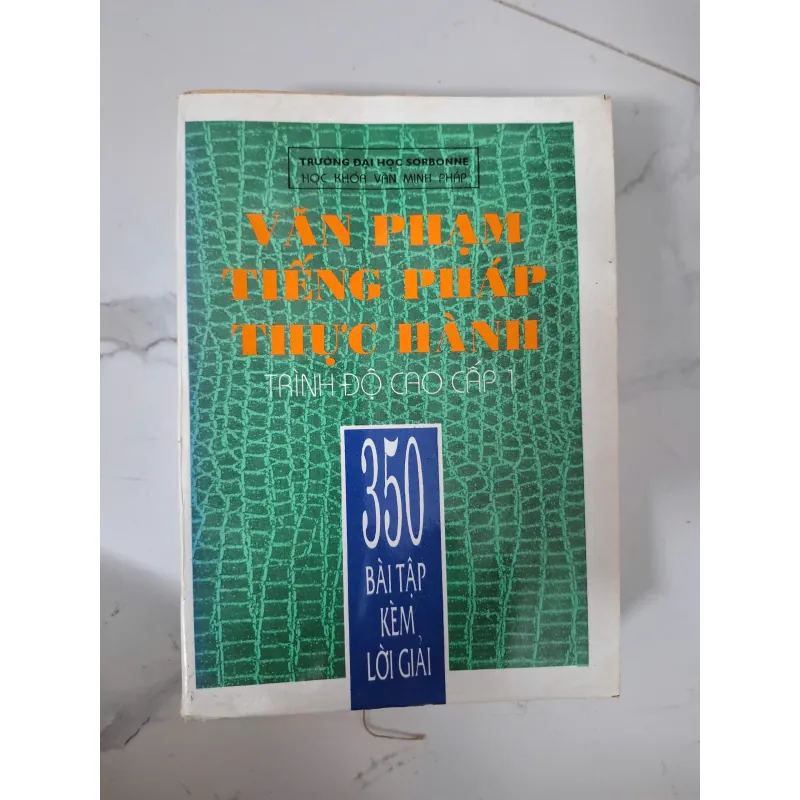 TRƯỜNG ĐẠI HỌC SORBONNE
HỌC KHÓA VĂN MINH PHÁP
VĂN PHẠM
TIẾNG PHÁP
THỰC HÀNH
TRÌNH ĐỘ CAO CẤP 1
350
BÀI TẬP
KÈM
LỜI GIẢI